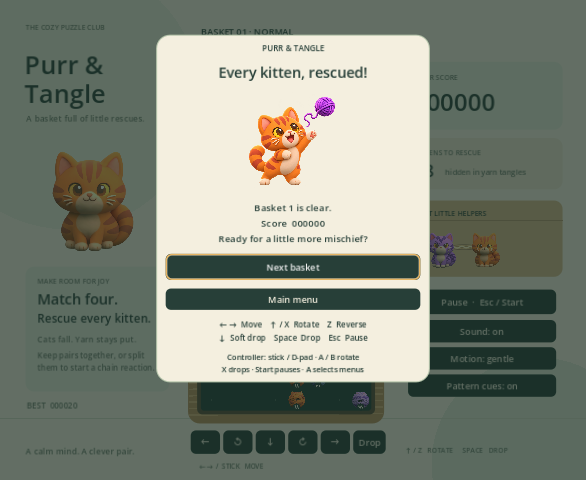 THE COZY PUZZLE CLUB
Purr &
Tangle
A basket full of little rescues.
MAKE ROOM FOR JOY
Match four.
Rescue every kitten.
Cats fall. Yarn stays put.
Keep pairs together, or split
them to start a chain reaction.
BEST 000020
A calm mind. A clever pair.
BASKET 01 · NORMAL
PURR & TANGLE
Every kitten, rescued!
Basket 1 is clear.
Score 000000
Ready for a little more mischief?
Next basket
Main menu
← → Move ↑ / X Rotate Z Reverse
↓ Soft drop Space Drop Esc Pause
Controller: stick / D-pad · A / B rotate
X drops · Start pauses · A selects menus
← ↺ ↓ ↻ → Drop
←→ / STICK MOVE
SCORE
00000
TO RESCUE
hidden in yarn tangles
LITTLE HELPERS
Pause · Esc / Start
Sound: on
Motion: gentle
Pattern cues: on
↑ / Z ROTATE SPACE DROP